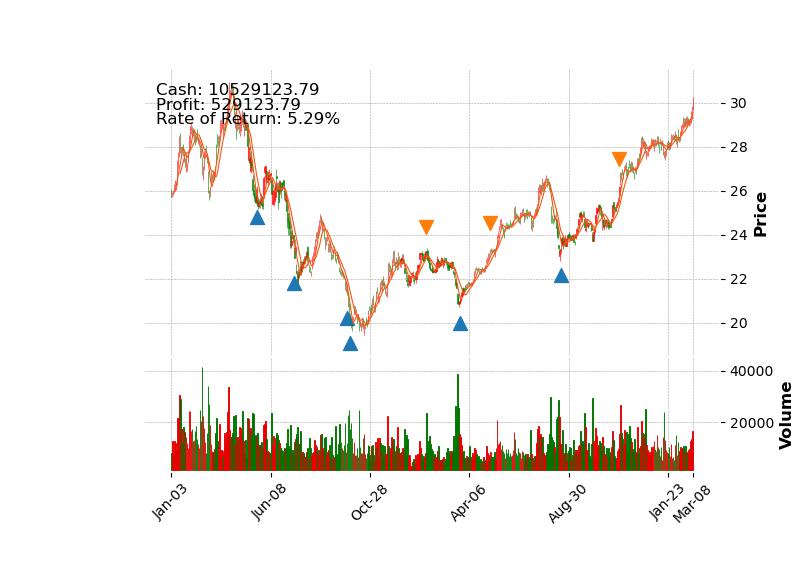 Cash: 10529123.79
Profit: 529123.79
Rate of Return: 5.29%
30
28
26
24
22
20
Price
40000
20000
Volume
Jan-03
Jun-08
Oct-28
Apr-06
Aug-30
Jan-23
Mar-08